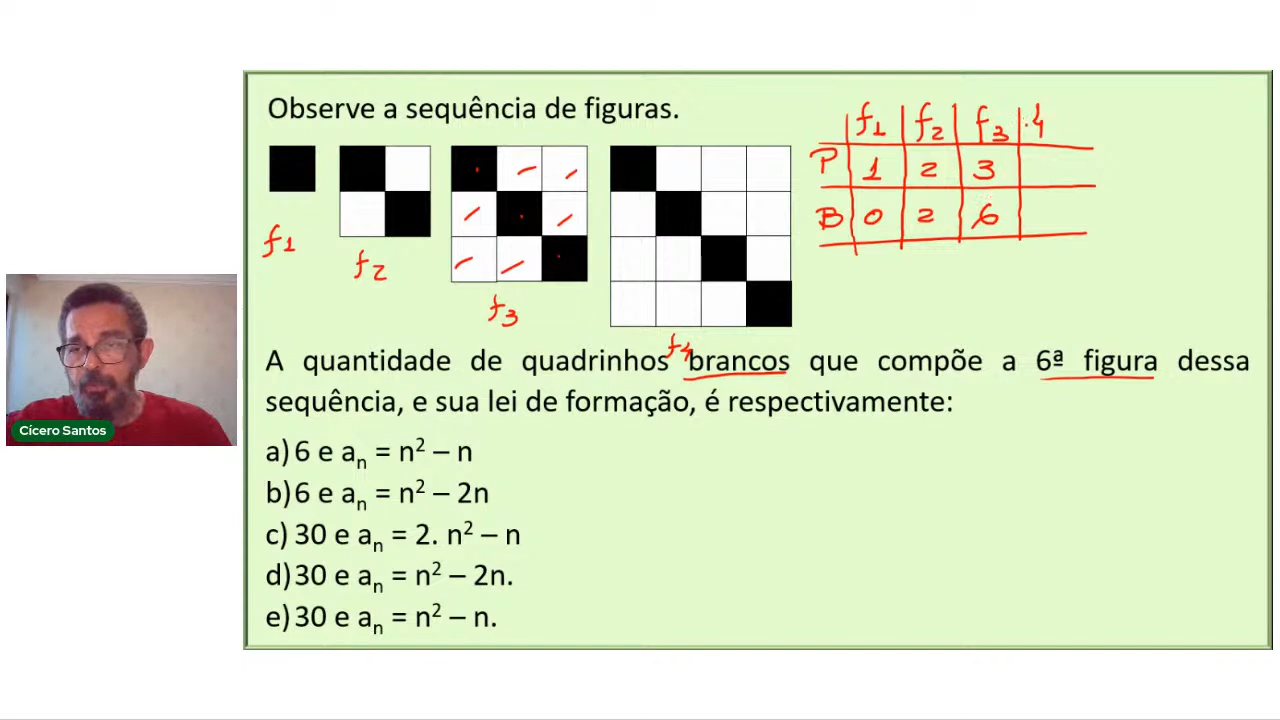 Observe a sequência de figuras.
f1 f2 f3 4
P 1 2 3
B 0 2 6
f1
f2
f3
f4
A quantidade de quadrinhos brancos que compõe a 6ª figura dessa
sequência, e sua lei de formação, é respectivamente:
Cícero Santos
a) 6 e aₙ = n² – n
b) 6 e aₙ = n² – 2n
c) 30 e aₙ = 2. n² – n
d) 30 e aₙ = n² – 2n.
e) 30 e aₙ = n² – n.